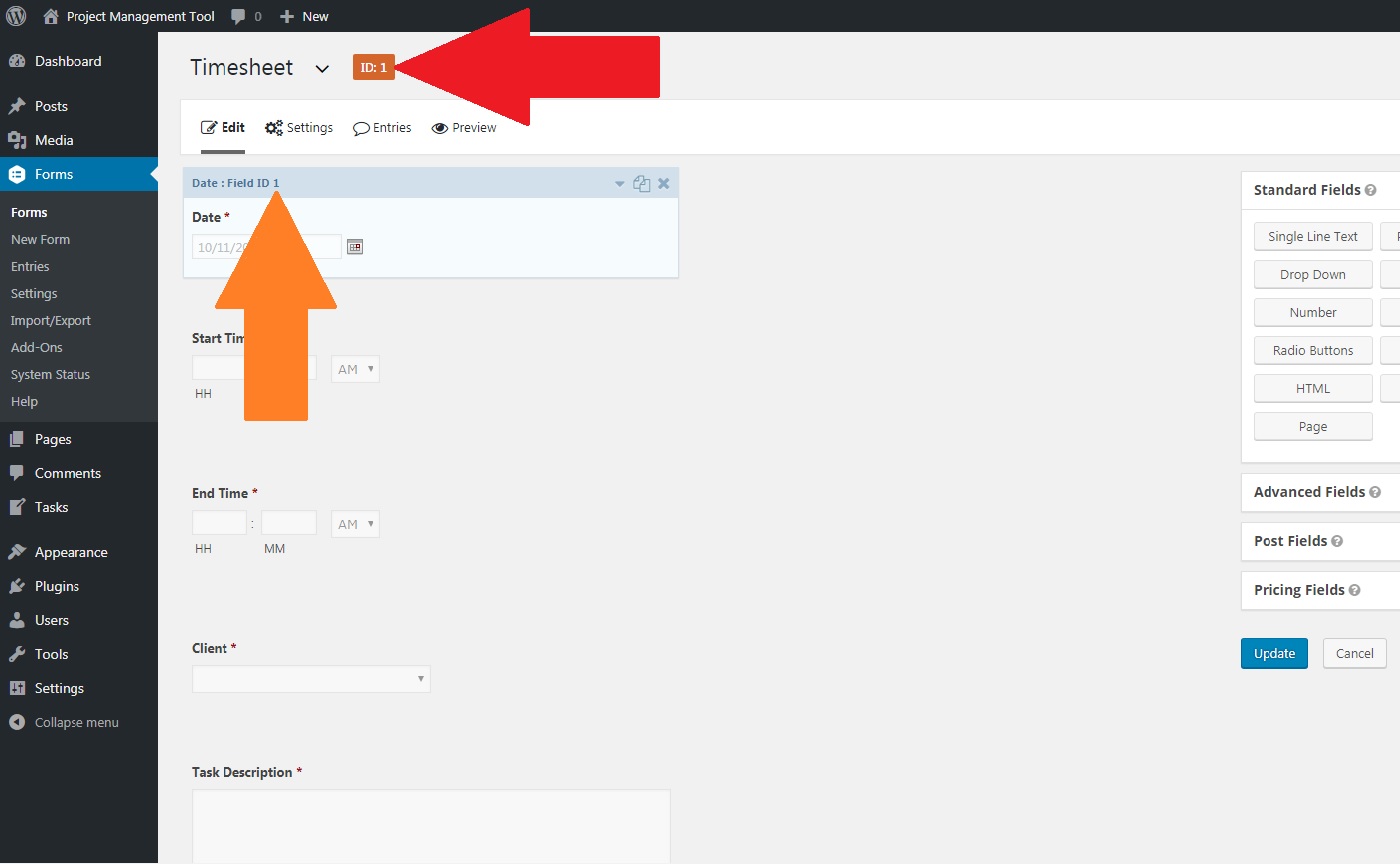 Project Management Tool 0 New
Dashboard
Posts
Media
Forms
Forms
New Form
Entries
Settings
Import/Export
Add-Ons
System Status
Help
Pages
Comments
Tasks
Appearance
Plugins
Users
Tools
Settings
Collapse menu
Timesheet ID: 1
Edit Settings Entries Preview
Date : Field ID 1
Date *
10/11/20
Start Tim
AM
HH
End Time *
: AM
HH MM
Client *
Task Description *
Standard Fields
Single Line Text
Drop Down
Number
Radio Buttons
HTML
Page
Advanced Fields
Post Fields
Pricing Fields
Update Cancel